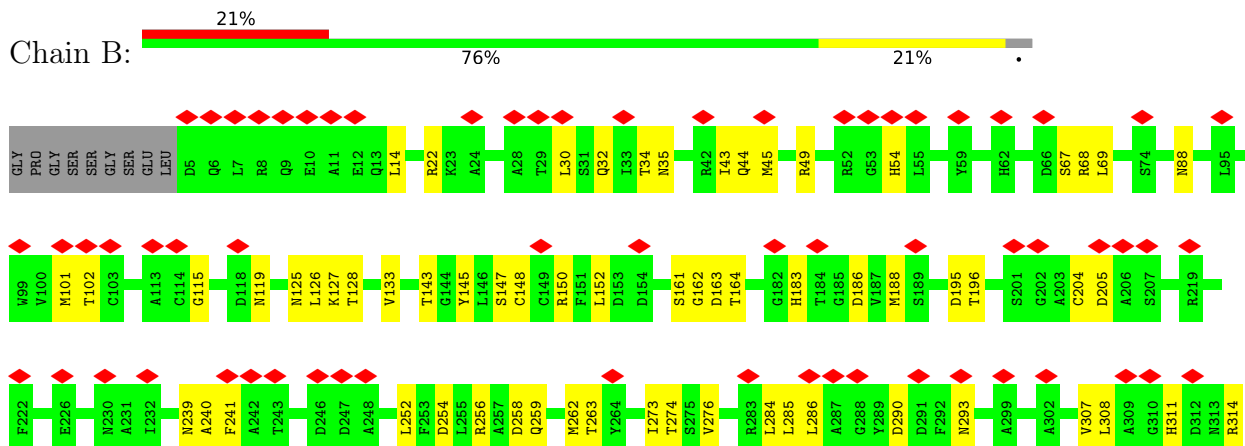 21%
Chain B:
76% 21% •
GLY PRO GLY SER SER GLY SER GLU LEU D5 Q6 L7 R8 Q9 E10 A11 E12 Q13 L14 R22 K23 A24 A28 T29 L30 S31 Q32 I33 T34 N35 R42 I43 Q44 M45 R49 R52 G53 H54 L55 Y59 H62 D66 S67 R68 L69 S74 N88 L95
W99 V100 M101 T102 C103 A113 C114 G115 D118 N119 N125 L126 K127 T128 V133 T143 G144 Y145 L146 S147 C148 C149 R150 F151 L152 D153 D154 S161 G162 D163 T164 G182 H183 T184 G185 D186 V187 M188 S189 D195 T196 S201 G202 A203 C204 D205 A206 S207 R219
F222 E226 N230 A231 I232 N239 A240 F241 A242 T243 D246 D247 A248 L252 F253 D254 L255 R256 A257 D258 Q259 M262 T263 Y264 I273 T274 S275 V276 R283 L284 L285 L286 A287 G288 Y289 D290 D291 F292 N293 A299 A302 V307 L308 A309 G310 H311 D312 N313 R314